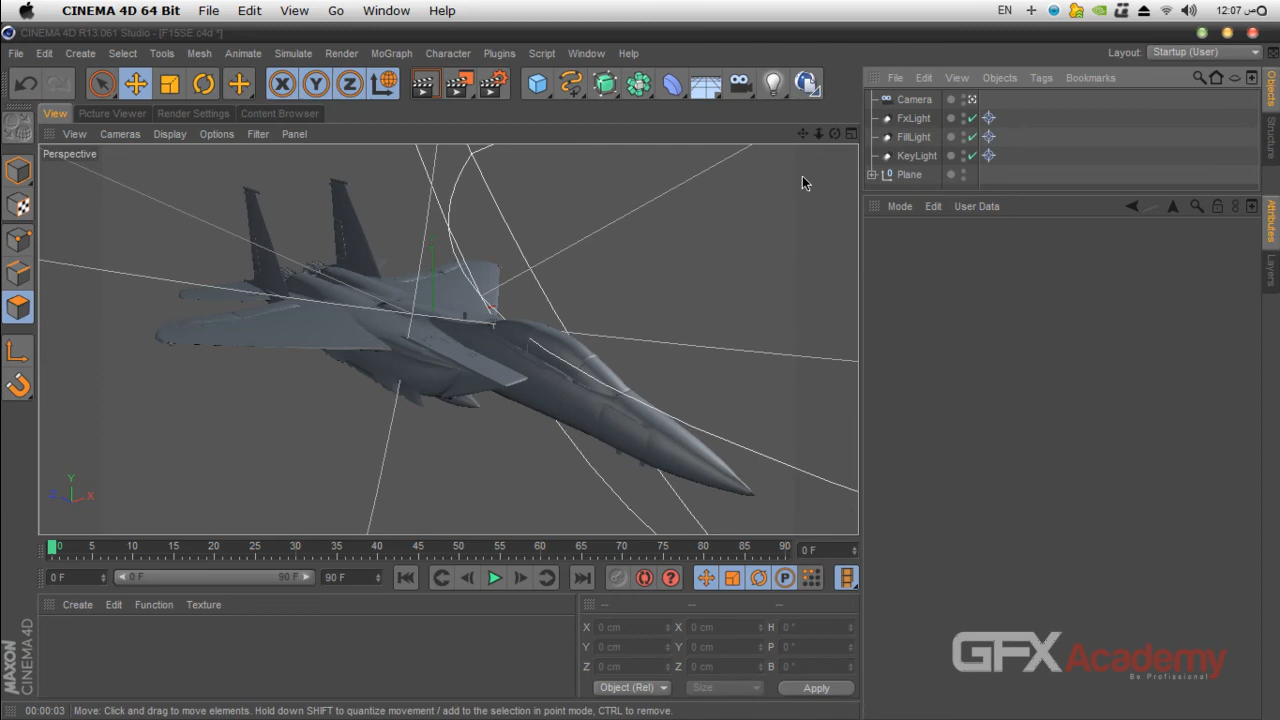 CINEMA 4D 64 Bit File Edit View Go Window Help EN 12:07 ص
CINEMA 4D R13.061 Studio - [F15SE.c4d *]
File Edit Create Select Tools Mesh Animate Simulate Render MoGraph Character Plugins Script Window Help Layout: Startup (User)
X Y Z
File Edit View Objects Tags Bookmarks
View Picture Viewer Render Settings Content Browser
View Cameras Display Options Filter Panel
Perspective
Camera
FxLight
FillLight
KeyLight
Plane
Mode Edit User Data
Objects
Structure
Attributes
Layers
Y
Z X
0 5 10 15 20 25 30 35 40 45 50 55 60 65 70 75 80 85 90 0 F
0 F 0 F 90 F 90 F
P
Create Edit Function Texture
-- -- --
X 0 cm X 0 cm H 0 °
Y 0 cm Y 0 cm P 0 °
Z 0 cm Z 0 cm B 0 °
Object (Rel) Size Apply
MAXON CINEMA 4D
GFX Academy
Be Profissional
00:00:03 Move: Click and drag to move elements. Hold down SHIFT to quantize movement / add to the selection in point mode, CTRL to remove.